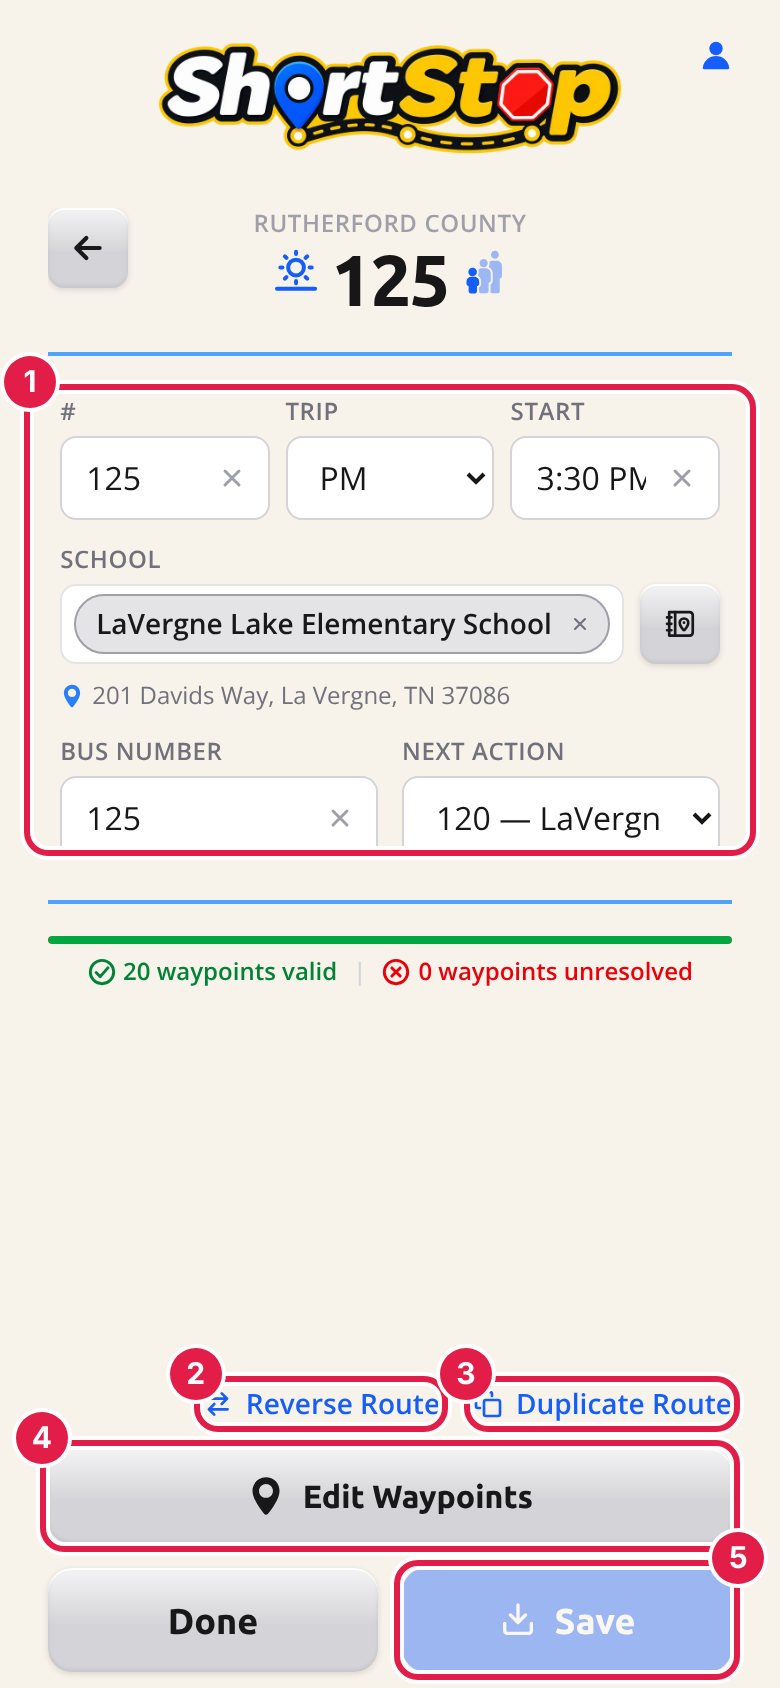 ShortStop
RUTHERFORD COUNTY
125
1
# TRIP START
125 PM 3:30 PM
SCHOOL
LaVergne Lake Elementary School
201 Davids Way, La Vergne, TN 37086
BUS NUMBER NEXT ACTION
125 120 — LaVergn
20 waypoints valid | 0 waypoints unresolved
2 Reverse Route 3 Duplicate Route
4
Edit Waypoints
5
Done Save